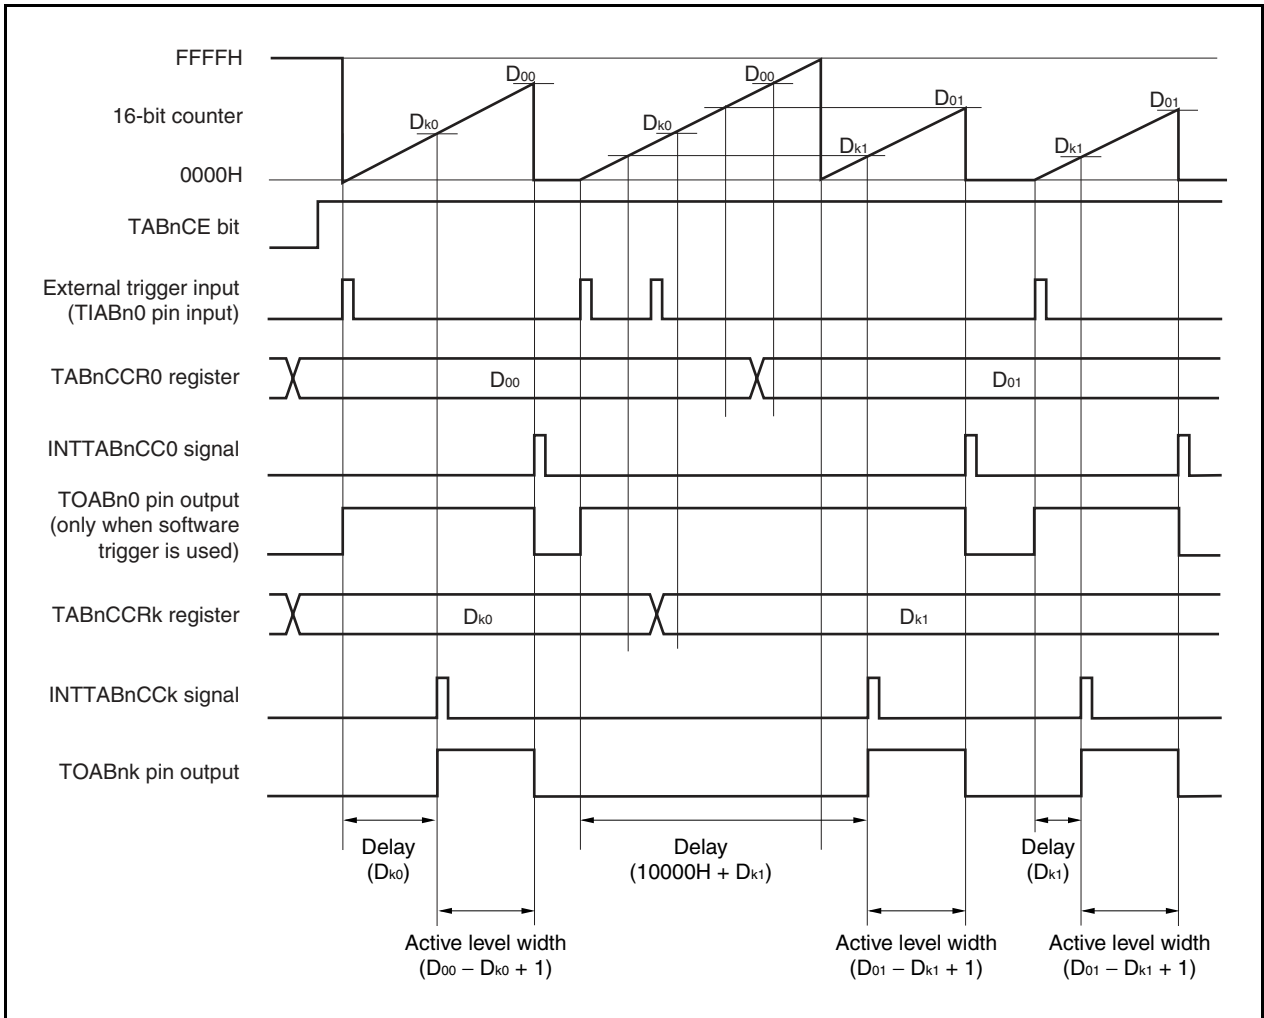 FFFFH
16-bit counter
0000H
D00
Dk0
D00
Dk0
D01
Dk1
D01
Dk1
TABnCE bit
External trigger input
(TIABn0 pin input)
TABnCCR0 register
D00
D01
INTTABnCC0 signal
TOABn0 pin output
(only when software
trigger is used)
TABnCCRk register
Dk0
Dk1
INTTABnCCk signal
TOABnk pin output
Delay
(Dk0)
Delay
(10000H + Dk1)
Delay
(Dk1)
Active level width
(D00 − Dk0 + 1)
Active level width
(D01 − Dk1 + 1)
Active level width
(D01 − Dk1 + 1)